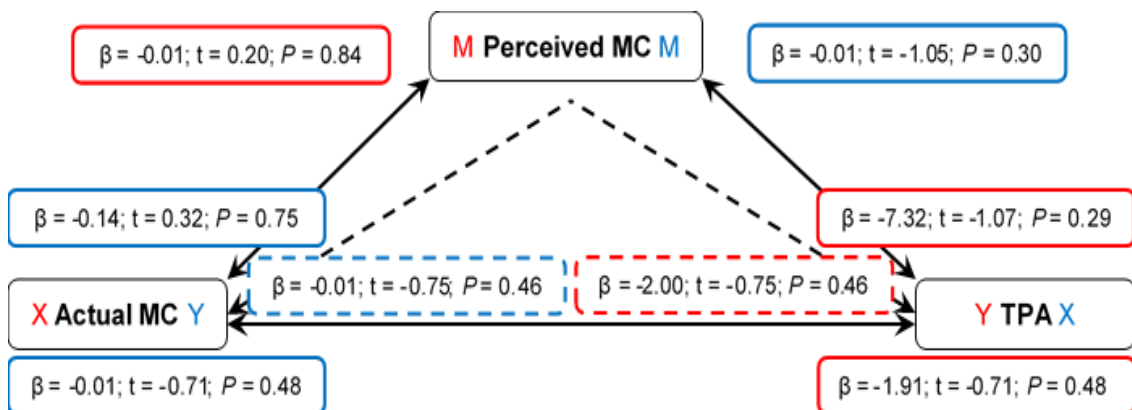 β = -0.01; t = 0.20; P = 0.84
M Perceived MC M
β = -0.01; t = -1.05; P = 0.30
β = -0.14; t = 0.32; P = 0.75
β = -7.32; t = -1.07; P = 0.29
β = -0.01; t = -0.75; P = 0.46
β = -2.00; t = -0.75; P = 0.46
X Actual MC Y
Y TPA X
β = -0.01; t = -0.71; P = 0.48
β = -1.91; t = -0.71; P = 0.48